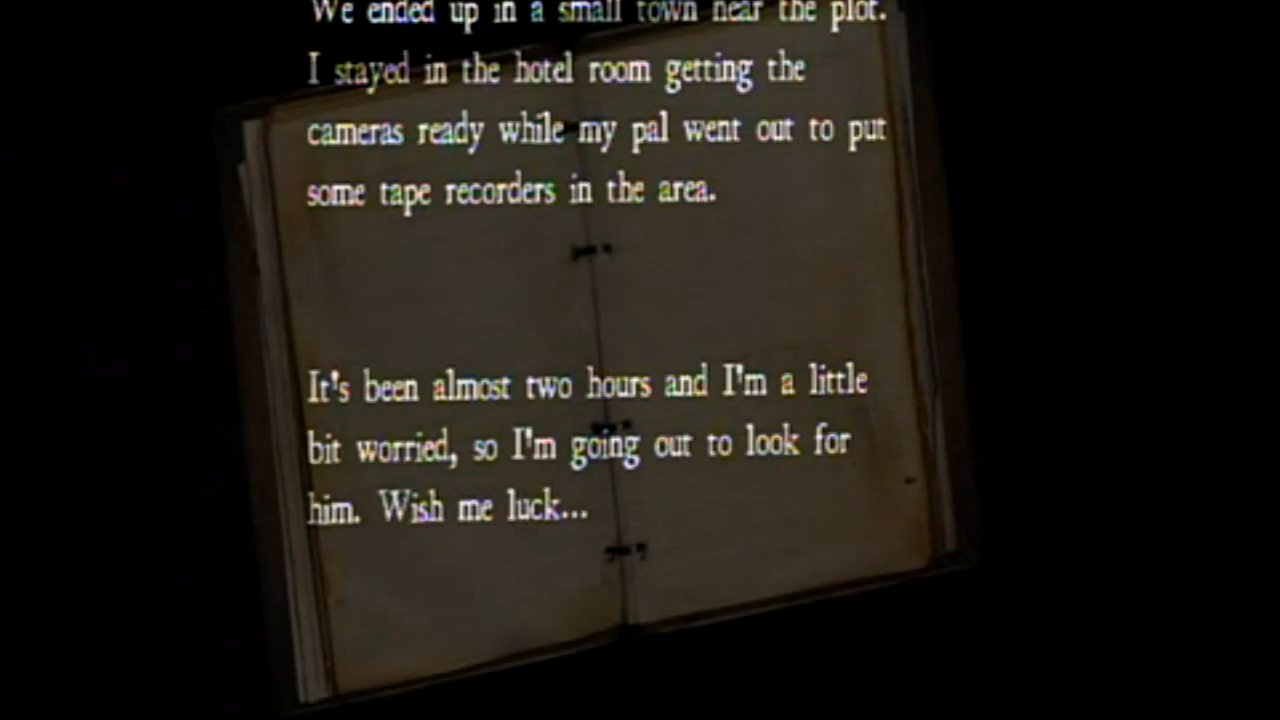 We ended up in a small town near the plot.
I stayed in the hotel room getting the
cameras ready while my pal went out to put
some tape recorders in the area.
It's been almost two hours and I'm a little
bit worried, so I'm going out to look for
him. Wish me luck...